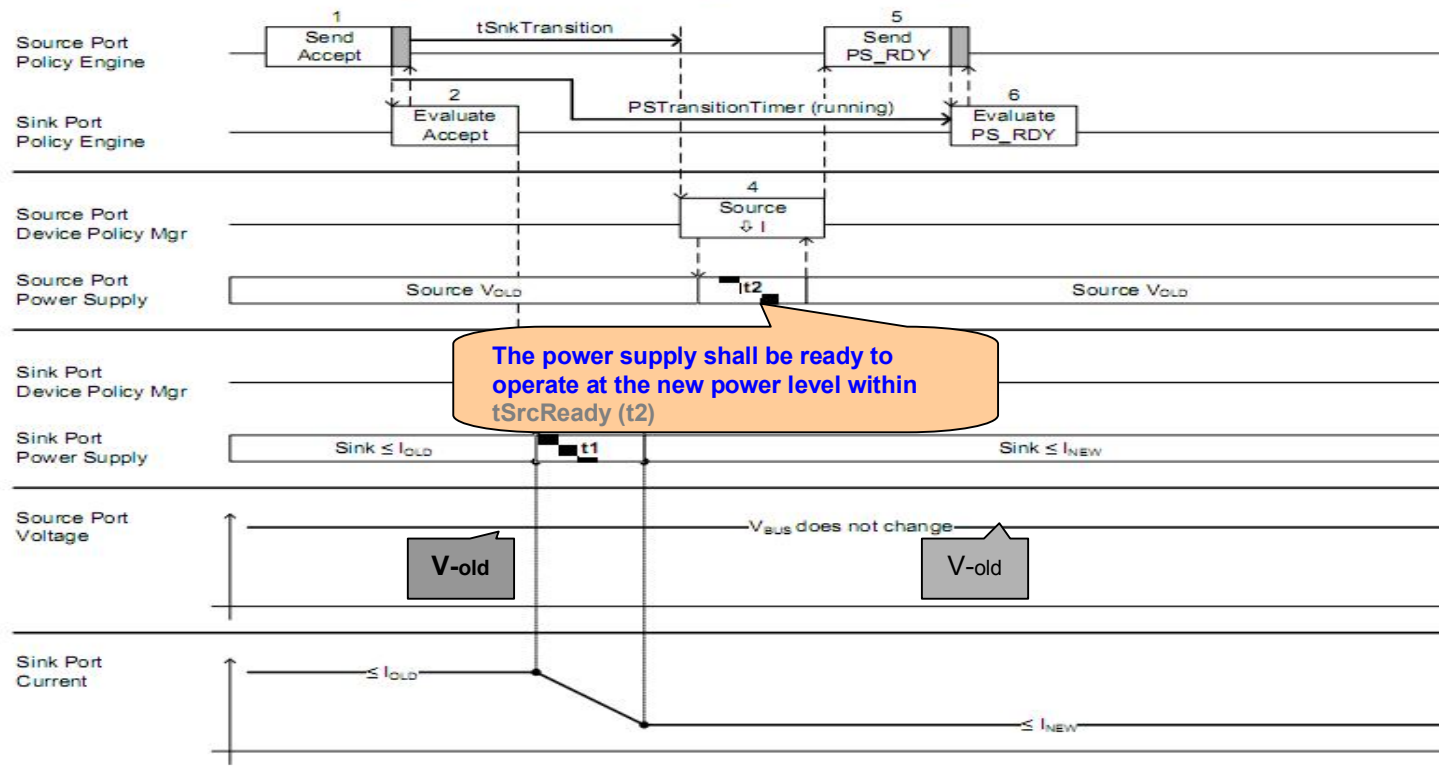 1
Send
Accept
tSnkTransition
5
Send
PS_RDY
Source Port
Policy Engine
2
Evaluate
Accept
PSTransitionTimer (running)
6
Evaluate
PS_RDY
Sink Port
Policy Engine
4
Source
⇩ I
Source Port
Device Policy Mgr
Source Port
Power Supply
Source VOLD
t2
Source VOLD
The power supply shall be ready to
operate at the new power level within
tSrcReady (t2)
Sink Port
Device Policy Mgr
Sink Port
Power Supply
Sink ≤ IOLD
t1
Sink ≤ INEW
Source Port
Voltage
VBUS does not change
V-old
V-old
Sink Port
Current
≤ IOLD
≤ INEW